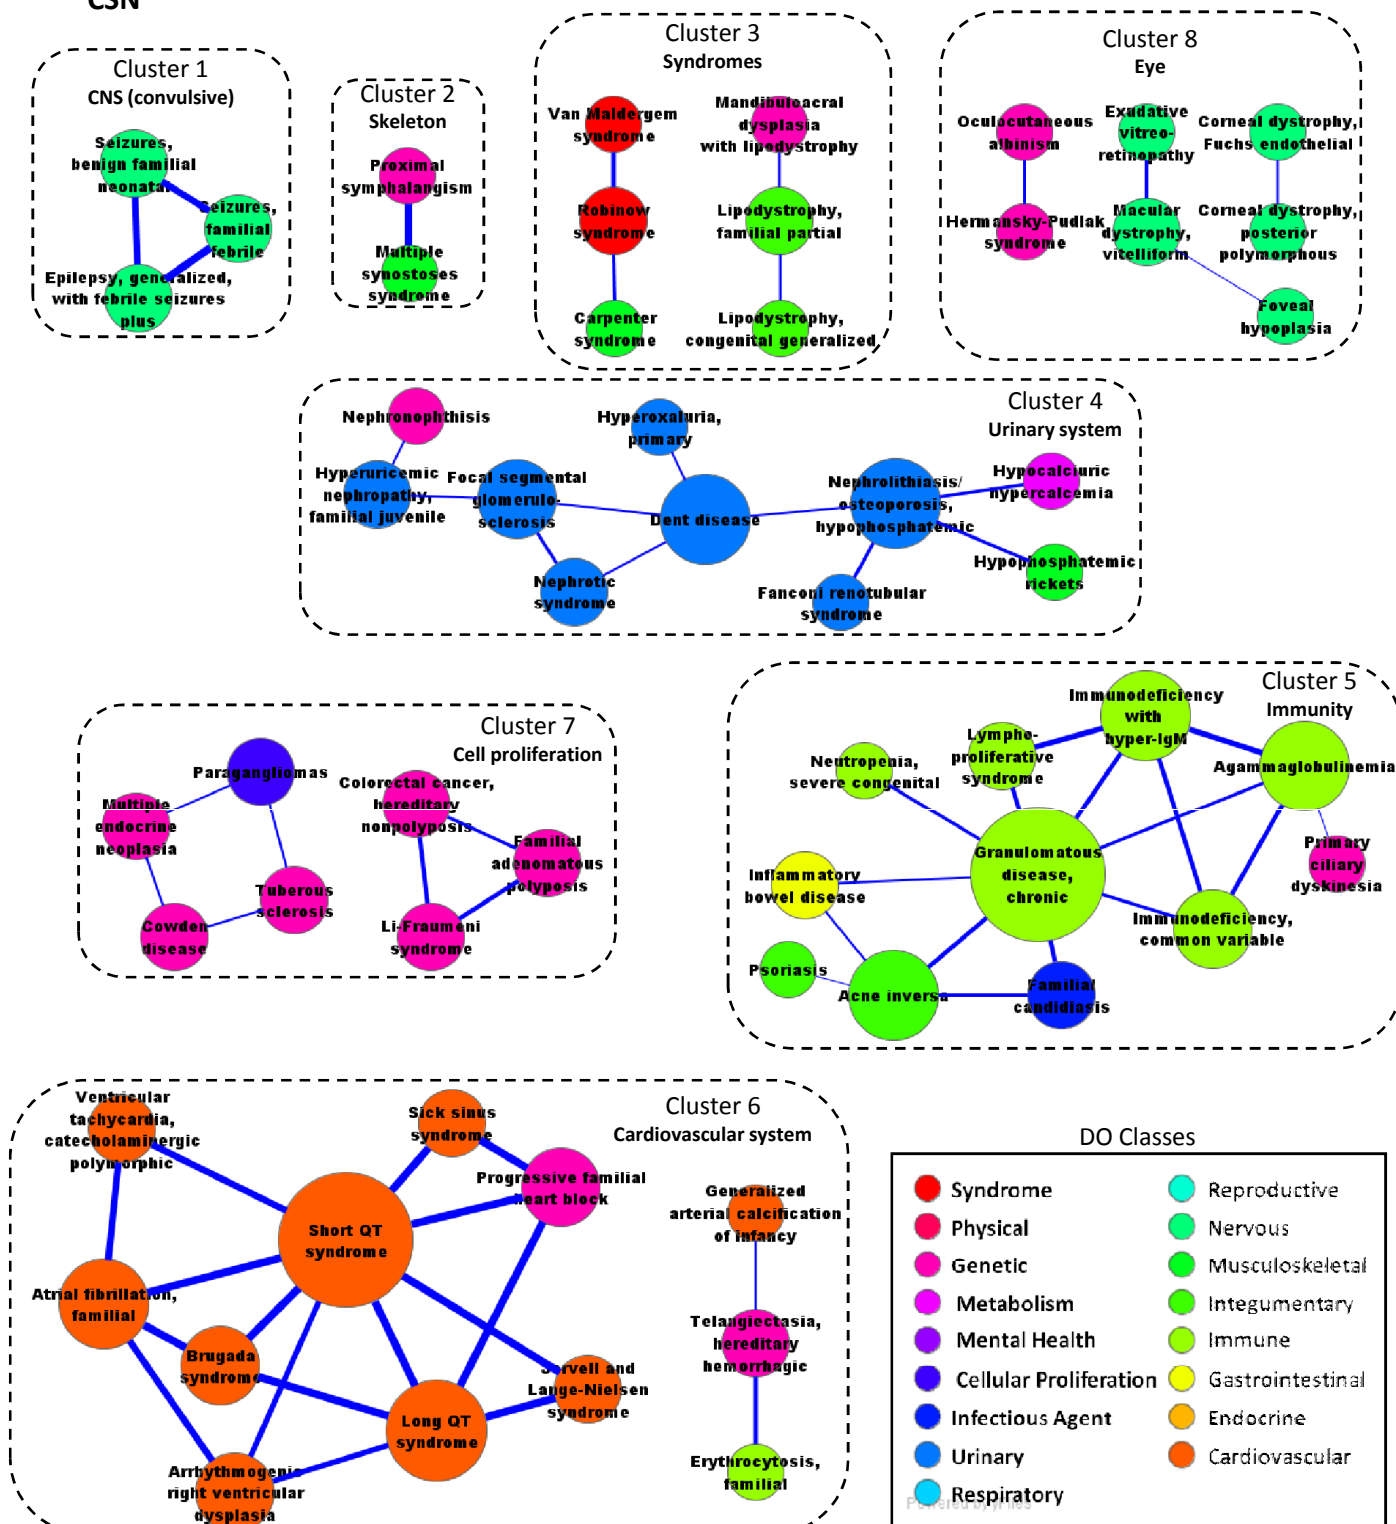 CSN
Cluster 1
CNS (convulsive)
Seizures,
benign familial
neonatal
Seizures,
familial
febrile
Epilepsy, generalized,
with febrile seizures
plus
Cluster 2
Skeleton
Proximal
symphalangism
Multiple
synostoses
syndrome
Cluster 3
Syndromes
Van Maldergem
syndrome
Robinow
syndrome
Carpenter
syndrome
Mandibuloacral
dysplasia
with lipodystrophy
Lipodystrophy,
familial partial
Lipodystrophy,
congenital generalized
Cluster 8
Eye
Oculocutaneous
albinism
Hermansky-Pudlak
syndrome
Exudative
vitreo-
retinopathy
Macular
dystrophy,
vitelliform
Corneal dystrophy,
Fuchs endothelial
Corneal dystrophy,
posterior
polymorphous
Foveal
hypoplasia
Cluster 4
Urinary system
Nephronophthisis
Hyperuricemic
nephropathy,
familial juvenile
Focal segmental
glomerulo-
sclerosis
Hyperoxaluria,
primary
Dent disease
Nephrotic
syndrome
Nephrolithiasis/
osteoporosis,
hypophosphatemic
Fanconi renotubular
syndrome
Hypocalciuric
hypercalcemia
Hypophosphatemic
rickets
Cluster 7
Cell proliferation
Paragangliomas
Multiple
endocrine
neoplasia
Tuberous
sclerosis
Cowden
disease
Colorectal cancer,
hereditary
nonpolyposis
Familial
adenomatous
polyposis
Li-Fraumeni
syndrome
Cluster 5
Immunity
Immunodeficiency
with
hyper-IgM
Lympho-
proliferative
syndrome
Neutropenia,
severe congenital
Agammaglobulinemia
Granulomatous
disease,
chronic
Primary
ciliary
dyskinesia
Inflammatory
bowel disease
Immunodeficiency,
common variable
Psoriasis
Acne inversa
Familial
candidiasis
Cluster 6
Cardiovascular system
Ventricular
tachycardia,
catecholaminergic
polymorphic
Sick sinus
syndrome
Progressive familial
heart block
Short QT
syndrome
Atrial fibrillation,
familial
Brugada
syndrome
Jervell and
Lange-Nielsen
syndrome
Long QT
syndrome
Arrhythmogenic
right ventricular
dysplasia
Generalized
arterial calcification
of infancy
Telangiectasia,
hereditary
hemorrhagic
Erythrocytosis,
familial
DO Classes
Syndrome
Physical
Genetic
Metabolism
Mental Health
Cellular Proliferation
Infectious Agent
Urinary
Respiratory
Reproductive
Nervous
Musculoskeletal
Integumentary
Immune
Gastrointestinal
Endocrine
Cardiovascular
Powered by yFiles